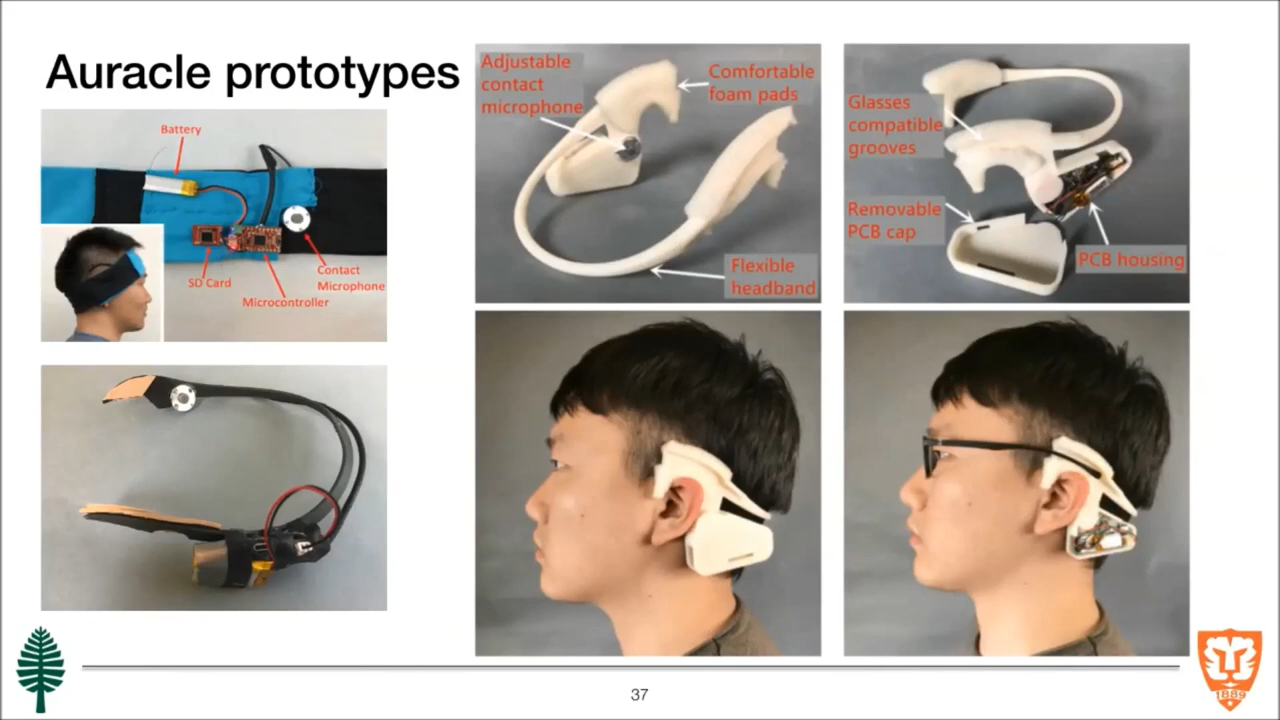 Auracle prototypes
Battery
SD Card
Microcontroller
Contact
Microphone
Adjustable
contact
microphone
Comfortable
foam pads
Flexible
headband
Glasses
compatible
grooves
Removable
PCB cap
PCB housing
37
1889